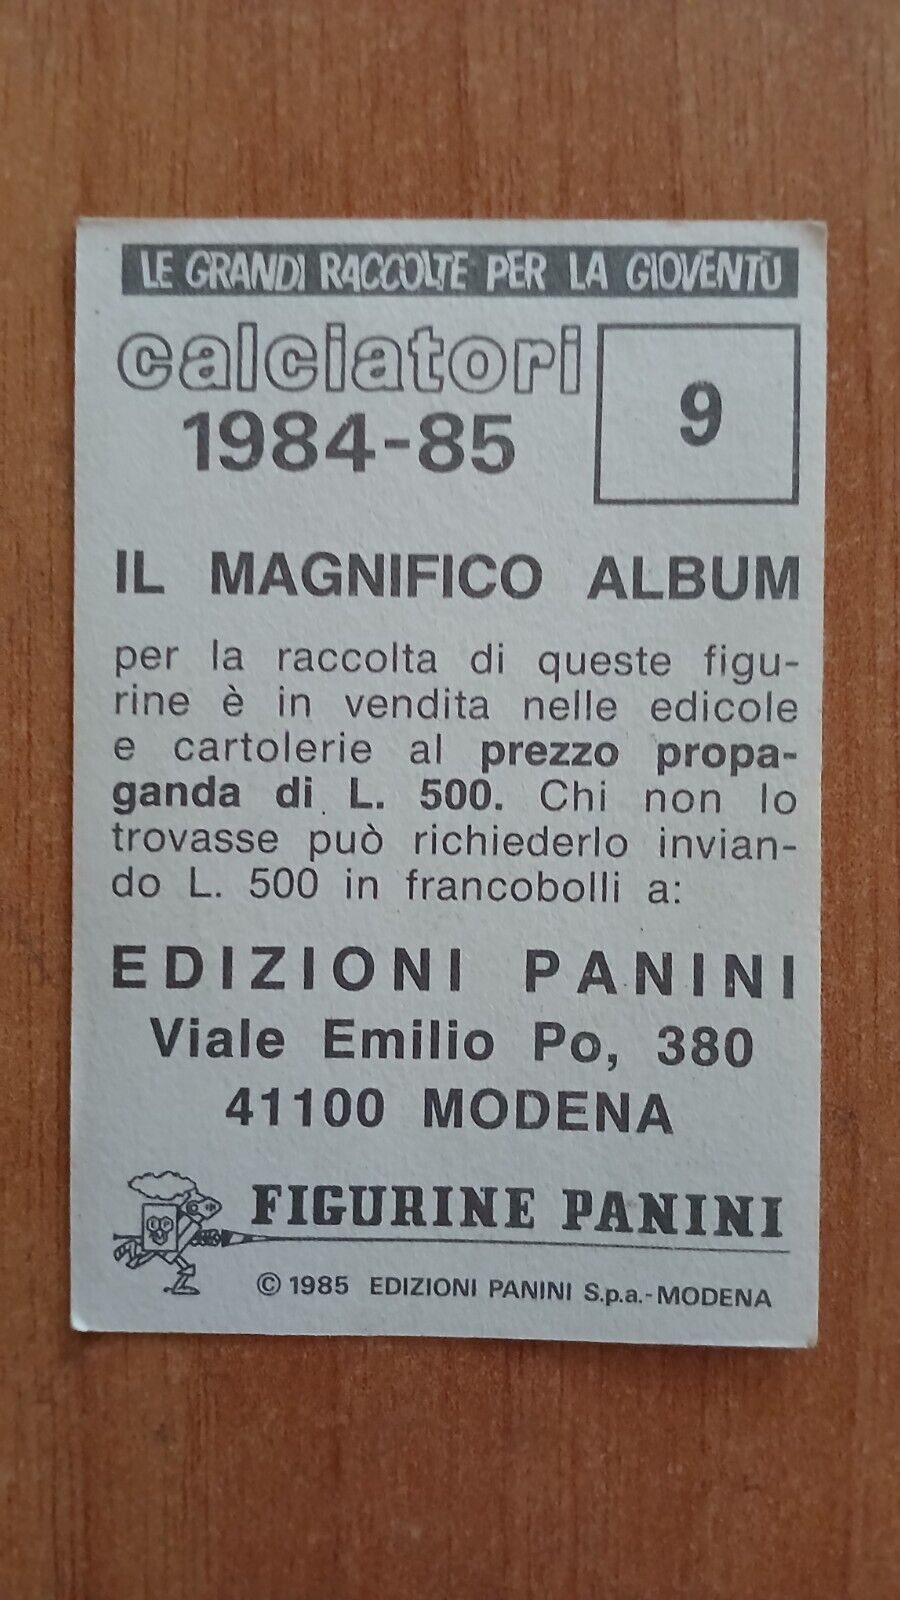 LE GRANDI RACCOLTE PER LA GIOVENTÙ
calciatori
1984-85
9
IL MAGNIFICO ALBUM
per la raccolta di queste figu-
rine è in vendita nelle edicole
e cartolerie al prezzo propa-
ganda di L. 500. Chi non lo
trovasse può richiederlo invian-
do L. 500 in francobolli a:
EDIZIONI PANINI
Viale Emilio Po, 380
41100 MODENA
FIGURINE PANINI
© 1985 EDIZIONI PANINI S.p.a.-MODENA